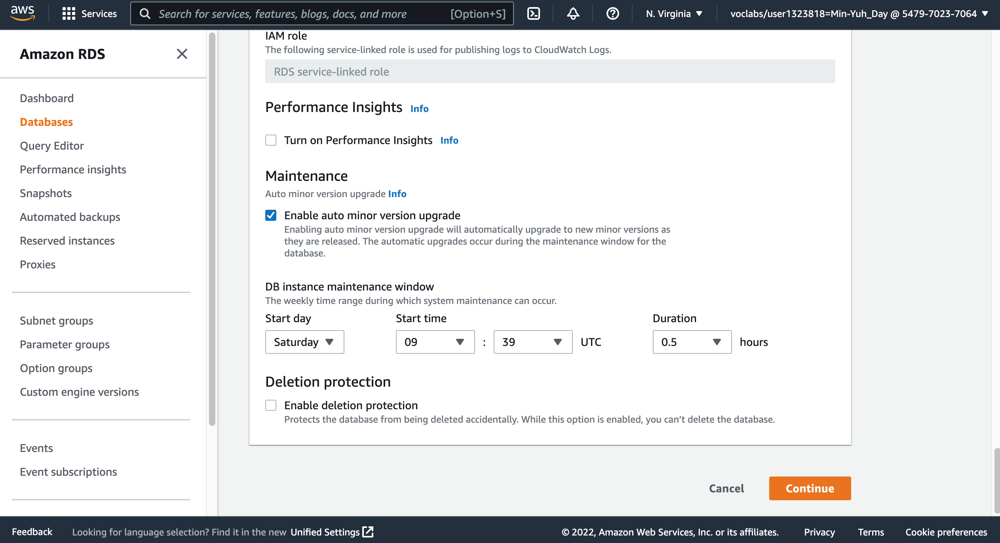 aws
Services
Search for services, features, blogs, docs, and more
[Option+S]
N. Virginia
voclabs/user1323818=Min-Yuh_Day @ 5479-7023-7064
Amazon RDS
Dashboard
Databases
Query Editor
Performance insights
Snapshots
Automated backups
Reserved instances
Proxies
Subnet groups
Parameter groups
Option groups
Custom engine versions
Events
Event subscriptions
IAM role
The following service-linked role is used for publishing logs to CloudWatch Logs.
RDS service-linked role
Performance Insights Info
Turn on Performance Insights Info
Maintenance
Auto minor version upgrade Info
Enable auto minor version upgrade
Enabling auto minor version upgrade will automatically upgrade to new minor versions as
they are released. The automatic upgrades occur during the maintenance window for the
database.
DB instance maintenance window
The weekly time range during which system maintenance can occur.
Start day Start time Duration
Saturday 09 : 39 UTC 0.5 hours
Deletion protection
Enable deletion protection
Protects the database from being deleted accidentally. While this option is enabled, you can’t delete the database.
Cancel Continue
Feedback Looking for language selection? Find it in the new Unified Settings © 2022, Amazon Web Services, Inc. or its affiliates. Privacy Terms Cookie preferences